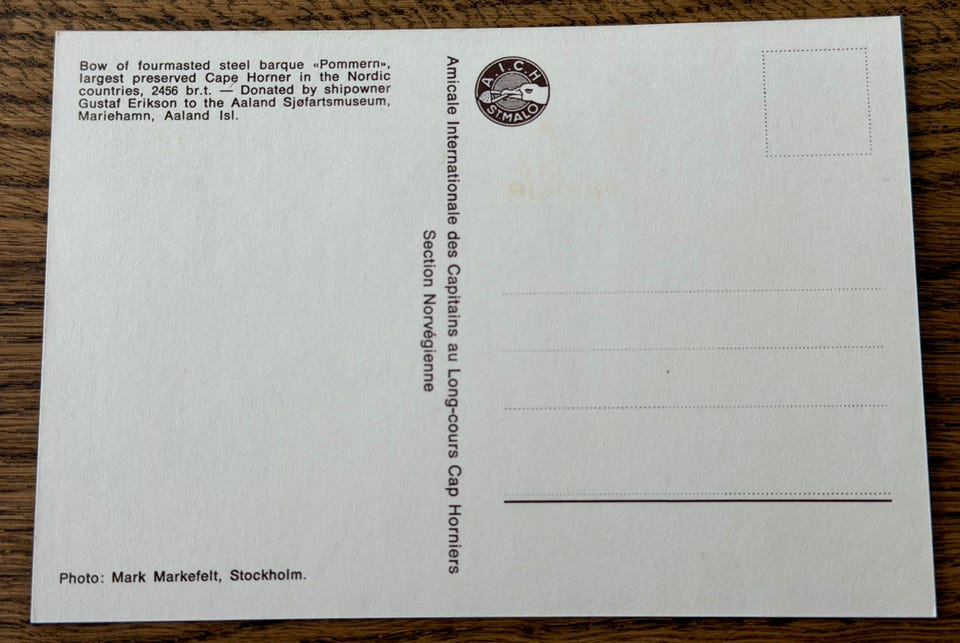 Bow of fourmasted steel barque «Pommern»,
largest preserved Cape Horner in the Nordic
countries, 2456 br.t. — Donated by shipowner
Gustaf Erikson to the Aaland Sjøfartsmuseum,
Mariehamn, Aaland Isl.
Photo: Mark Markefelt, Stockholm.
Amicale Internationale des Capitains au Long-cours Cap Horniers
Section Norvégienne
A.I.C.H
ST.MALO